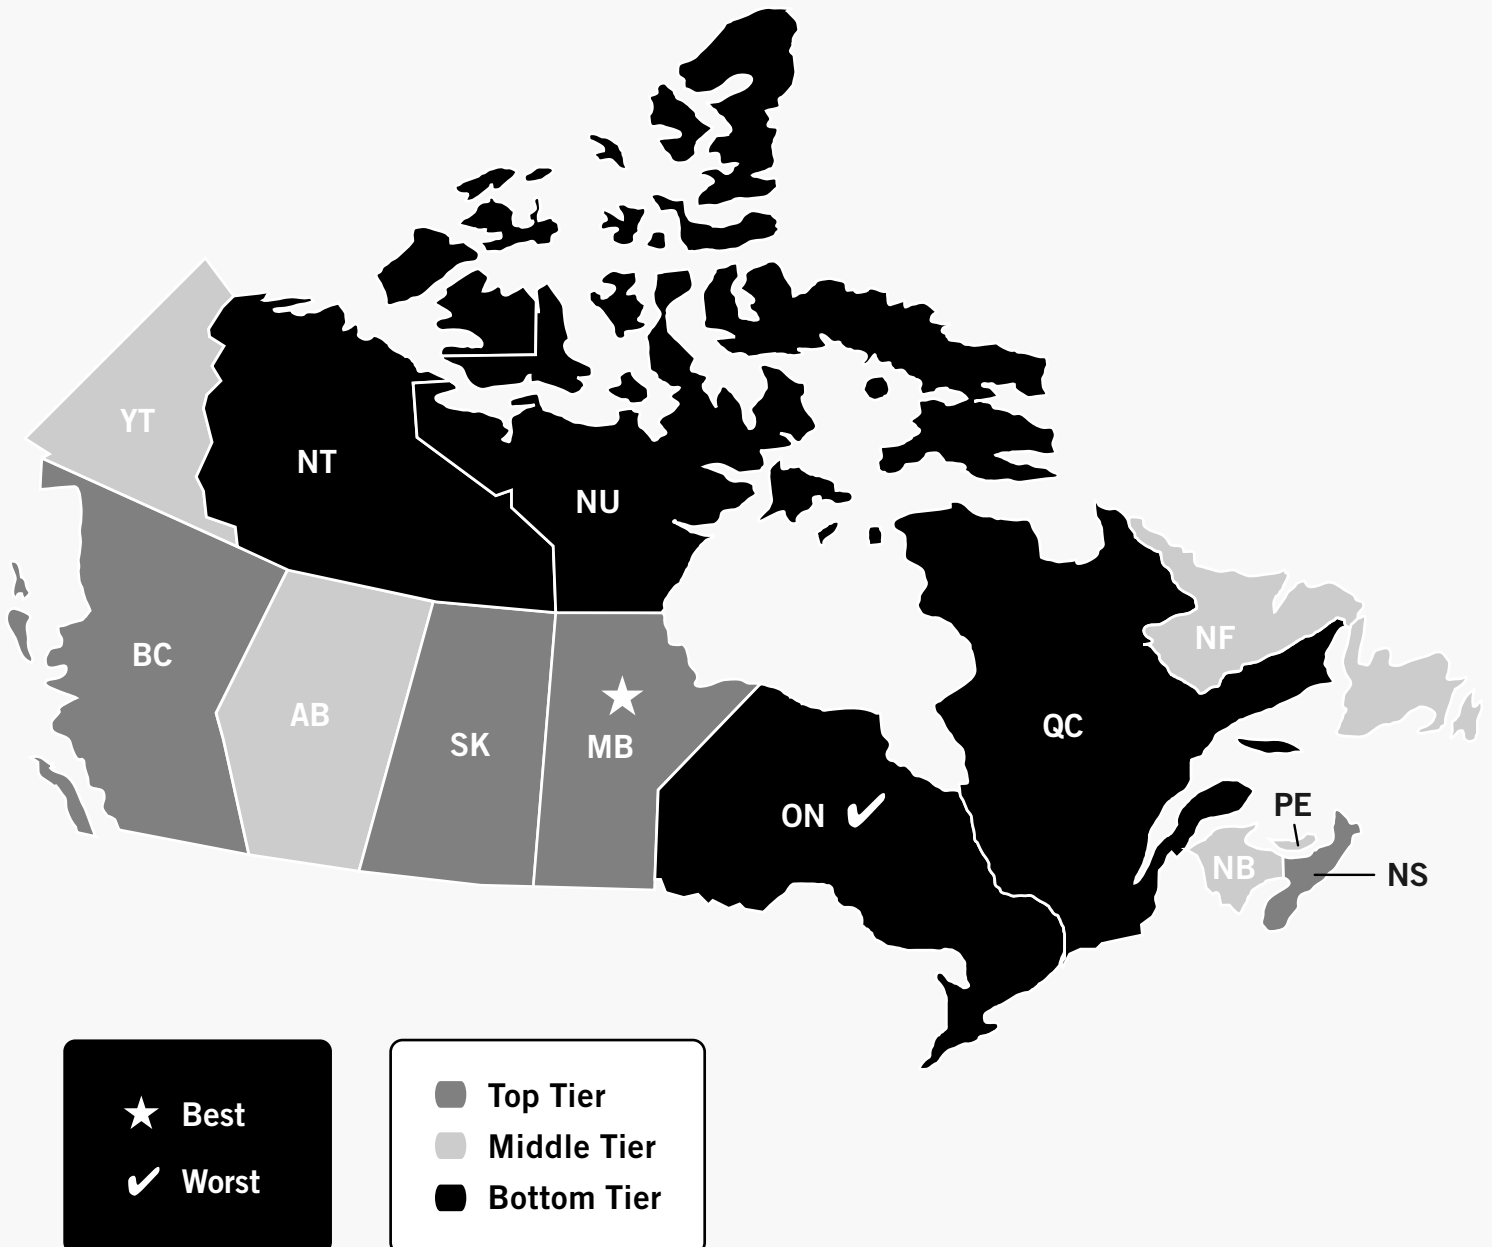 YT
NT
NU
BC
NF
AB
QC
SK
MB
PE
ON
NB
NS
Best
Worst
Top Tier
Middle Tier
Bottom Tier